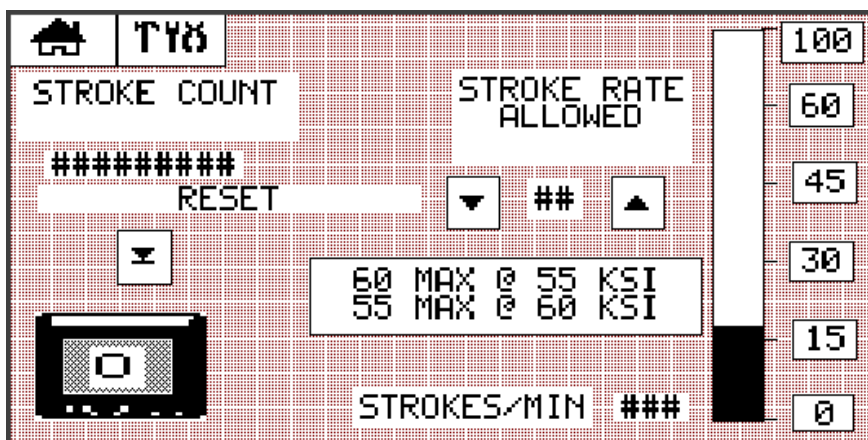 STROKE COUNT
#########
RESET
STROKE RATE
ALLOWED
##
60 MAX @ 55 KSI
55 MAX @ 60 KSI
STROKES/MIN ###
100
60
45
30
15
0